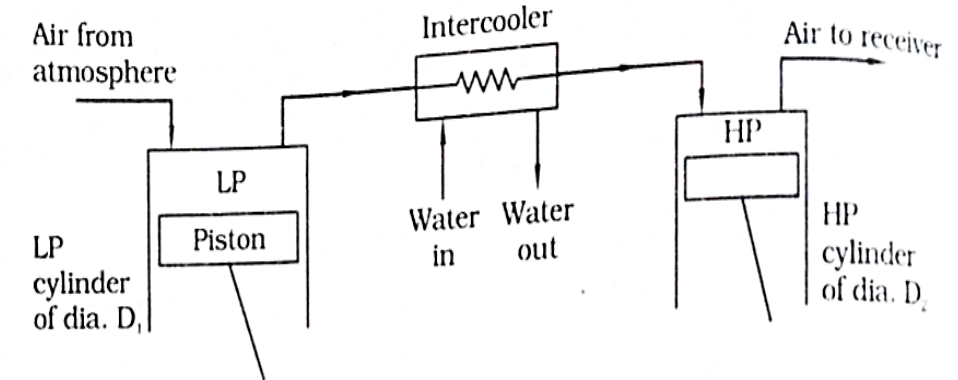 Air from
atmosphere
Intercooler
Air to receiver
LP
Piston
LP
cylinder
of dia. D₁
Water
in
Water
out
HP
HP
cylinder
of dia. D₂